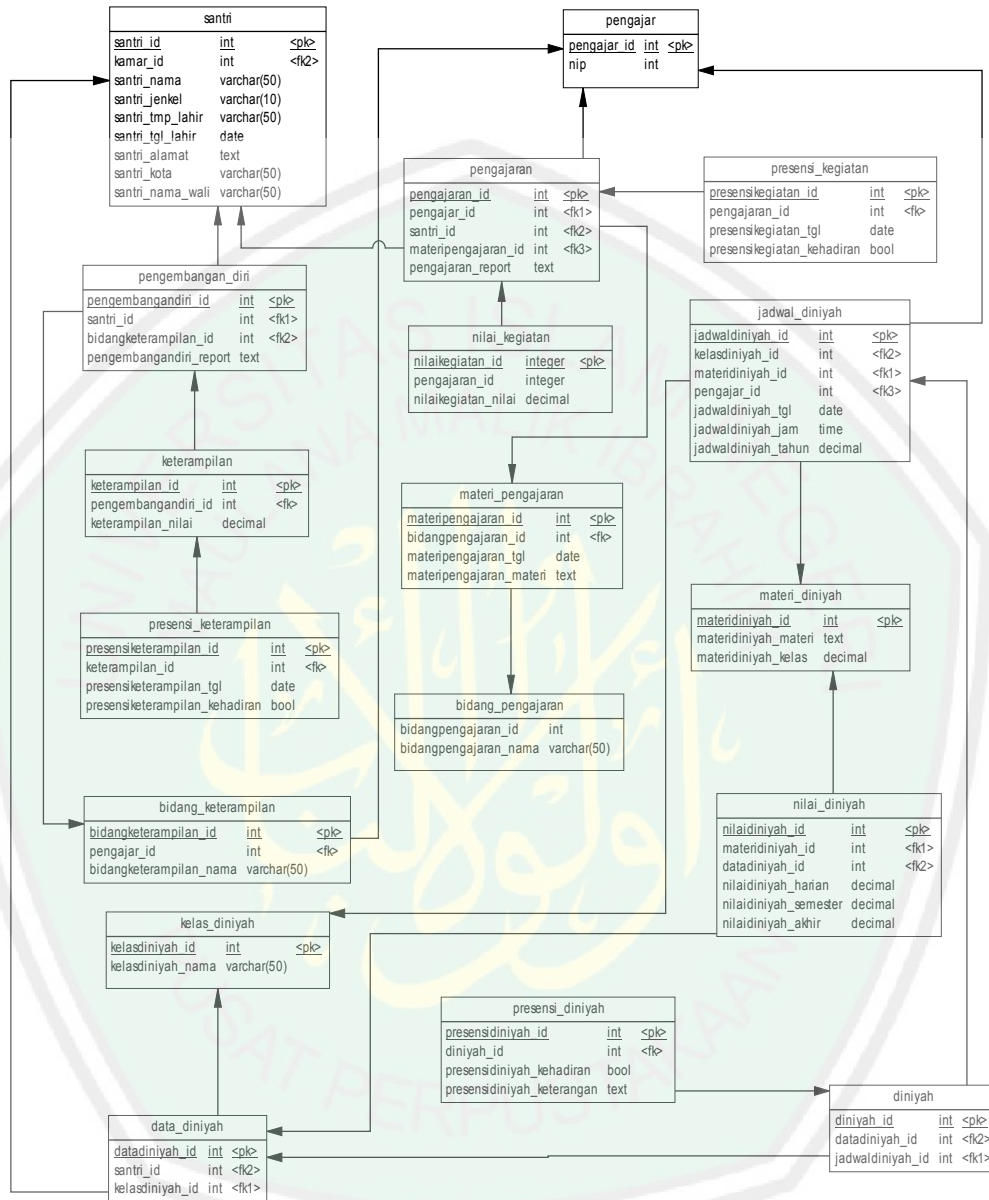 santri
santri_id int <pk>
kamar_id int <fk2>
santri_nama varchar(50)
santri_jenkel varchar(10)
santri_tmp_lahir varchar(50)
santri_tgl_lahir date
santri_alamat text
santri_kota varchar(50)
santri_nama_wali varchar(50)
pengajar
pengajar_id int <pk>
nip int
pengajaran
pengajaran_id int <pk>
pengajar_id int <fk1>
santri_id int <fk2>
materipengajaran_id int <fk3>
pengajaran_report text
presensi_kegiatan
presensikegiatan_id int <pk>
pengajaran_id int <fk>
presensikegiatan_tgl date
presensikegiatan_kehadiran bool
pengembangan_diri
pengembangandiri_id int <pk>
santri_id int <fk1>
bidangketerampilan_id int <fk2>
pengembangandiri_report text
nilai_kegiatan
nilaikegiatan_id integer <pk>
pengajaran_id integer
nilaikegiatan_nilai decimal
jadwal_diniyah
jadwaldiniyah_id int <pk>
kelasdiniyah_id int <fk2>
materidiniyah_id int <fk1>
pengajar_id int <fk3>
jadwaldiniyah_tgl date
jadwaldiniyah_jam time
jadwaldiniyah_tahun decimal
keterampilan
keterampilan_id int <pk>
pengembangandiri_id int <fk>
keterampilan_nilai decimal
materi_pengajaran
materipengajaran_id int <pk>
bidangpengajaran_id int <fk>
materipengajaran_tgl date
materipengajaran_materi text
materi_diniyah
materidiniyah_id int <pk>
materidiniyah_materi text
materidiniyah_kelas decimal
presensi_keterampilan
presensiketerampilan_id int <pk>
keterampilan_id int <fk>
presensiketerampilan_tgl date
presensiketerampilan_kehadiran bool
bidang_pengajaran
bidangpengajaran_id int
bidangpengajaran_nama varchar(50)
bidang_keterampilan
bidangketerampilan_id int <pk>
pengajar_id int <fk>
bidangketerampilan_nama varchar(50)
nilai_diniyah
nilaidiniyah_id int <pk>
materidiniyah_id int <fk1>
datadiniyah_id int <fk2>
nilaidiniyah_harian decimal
nilaidiniyah_semester decimal
nilaidiniyah_akhir decimal
kelas_diniyah
kelasdiniyah_id int <pk>
kelasdiniyah_nama varchar(50)
presensi_diniyah
presensidiniyah_id int <pk>
diniyah_id int <fk>
presensidiniyah_kehadiran bool
presensidiniyah_keterangan text
diniyah
diniyah_id int <pk>
datadiniyah_id int <fk2>
jadwaldiniyah_id int <fk1>
data_diniyah
datadiniyah_id int <pk>
santri_id int <fk2>
kelasdiniyah_id int <fk1>
UNIVERSITAS ISLAM NEGERI
MAULANA MALIK IBRAHIM
PUSAT PERPUSTAKAAN